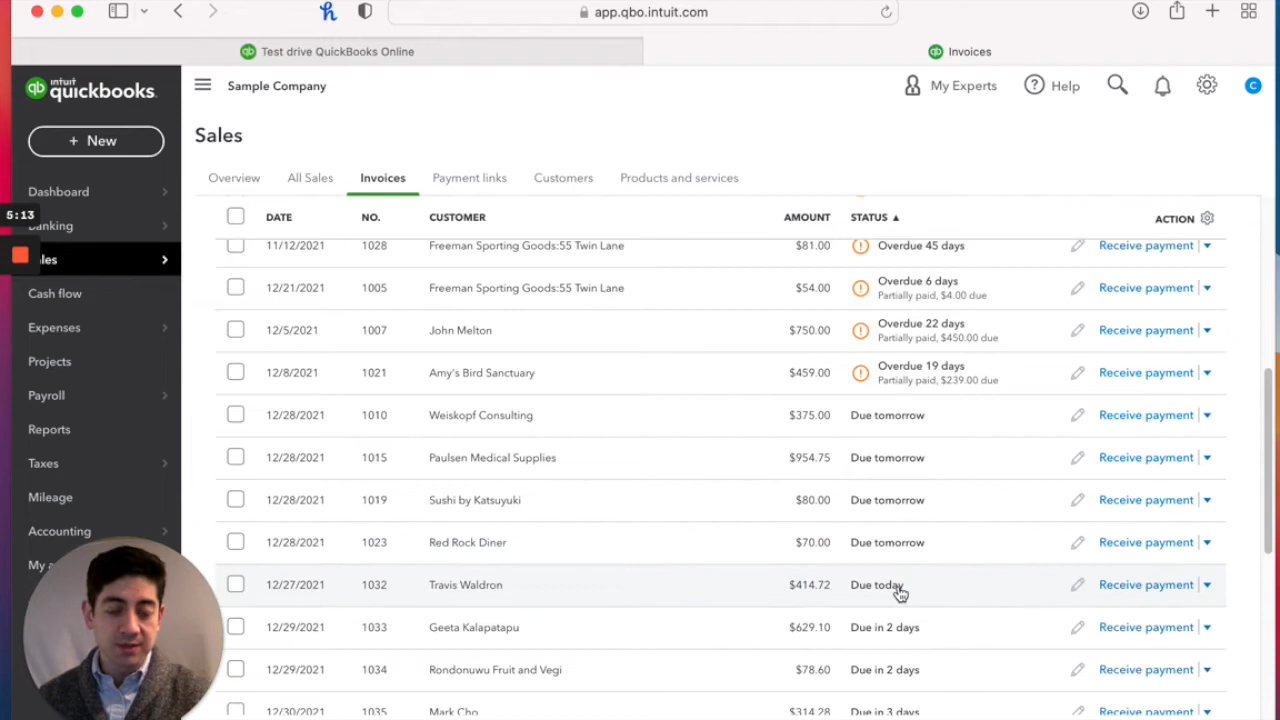 app.qbo.intuit.com
Test drive QuickBooks Online
Invoices
intuit
quickbooks.
Sample Company
My Experts
Help
C
+ New
Sales
Dashboard
Overview
All Sales
Invoices
Payment links
Customers
Products and services
5:13
anking
DATE
NO.
CUSTOMER
AMOUNT
STATUS ▲
ACTION
les
Cash flow
Expenses
Projects
Payroll
Reports
Taxes
Mileage
Accounting
My a
11/12/2021 1028 Freeman Sporting Goods:55 Twin Lane $81.00 Overdue 45 days Receive payment
12/21/2021 1005 Freeman Sporting Goods:55 Twin Lane $54.00 Overdue 6 days Receive payment
Partially paid, $4.00 due
12/5/2021 1007 John Melton $750.00 Overdue 22 days Receive payment
Partially paid, $450.00 due
12/8/2021 1021 Amy's Bird Sanctuary $459.00 Overdue 19 days Receive payment
Partially paid, $239.00 due
12/28/2021 1010 Weiskopf Consulting $375.00 Due tomorrow Receive payment
12/28/2021 1015 Paulsen Medical Supplies $954.75 Due tomorrow Receive payment
12/28/2021 1019 Sushi by Katsuyuki $80.00 Due tomorrow Receive payment
12/28/2021 1023 Red Rock Diner $70.00 Due tomorrow Receive payment
12/27/2021 1032 Travis Waldron $414.72 Due today Receive payment
12/29/2021 1033 Geeta Kalapatapu $629.10 Due in 2 days Receive payment
12/29/2021 1034 Rondonuwu Fruit and Vegi $78.60 Due in 2 days Receive payment
12/30/2021 1035 Mark Cho $314.28 Due in 3 days Receive payment